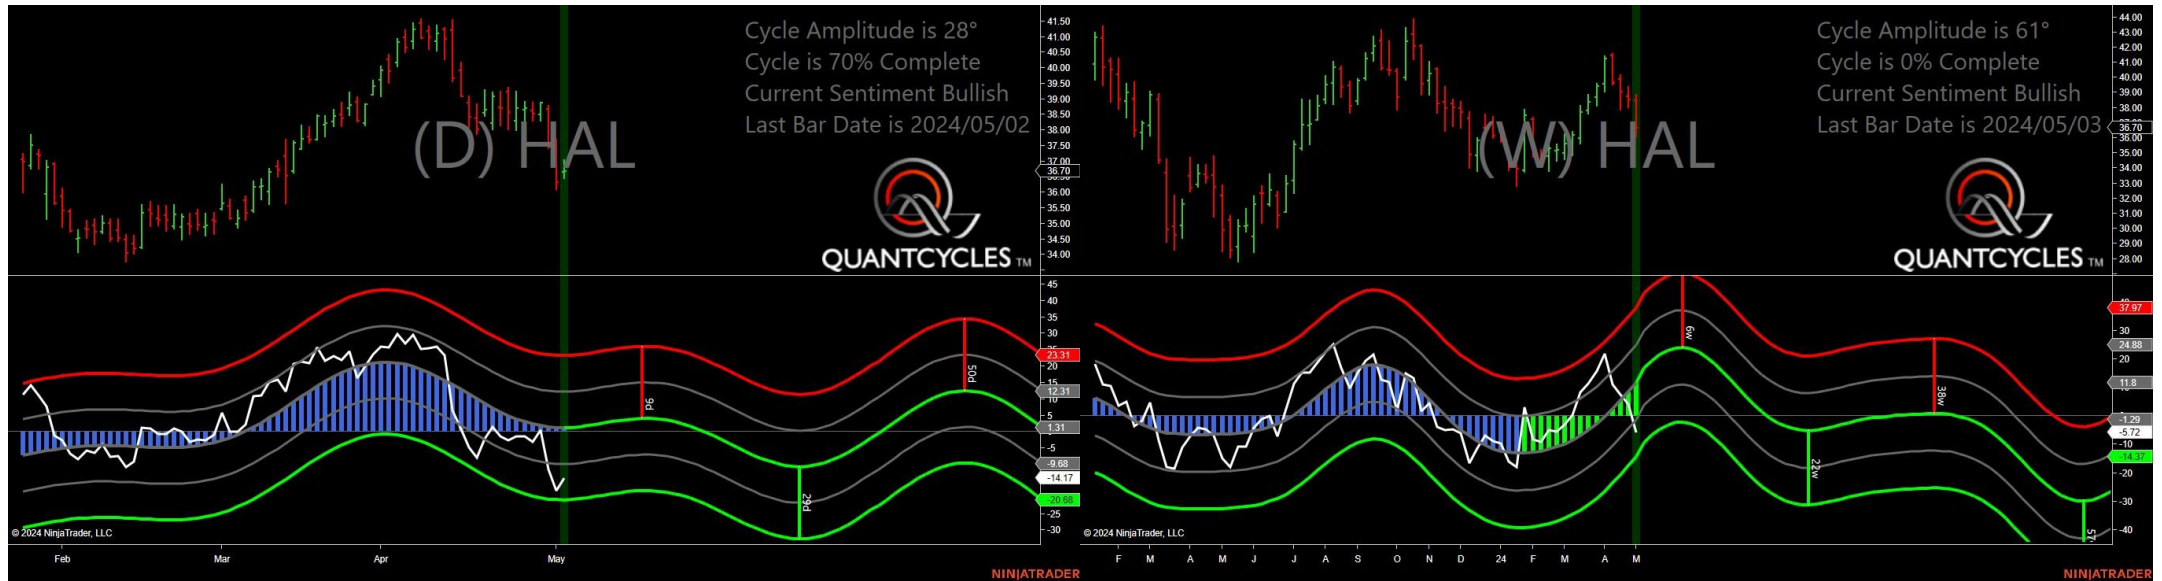 Cycle Amplitude is 28°
Cycle is 70% Complete
Current Sentiment Bullish
Last Bar Date is 2024/05/02
(D) HAL
QUANTCYCLES TM
41.50
41.00
40.50
40.00
39.50
39.00
38.50
38.00
37.50
37.00
36.70
36.00
35.50
35.00
34.50
34.00
45
40
35
30
25
23.31
20
15
12.31
10
5
1.31
-5
-9.68
-14.17
-20.68
-25
-30
9d
29d
50d
© 2024 NinjaTrader, LLC
Feb Mar Apr May
NINJATRADER
Cycle Amplitude is 61°
Cycle is 0% Complete
Current Sentiment Bullish
Last Bar Date is 2024/05/03
(W) HAL
QUANTCYCLES TM
44.00
43.00
42.00
41.00
40.00
39.00
38.00
36.70
36.00
35.00
34.00
33.00
32.00
31.00
30.00
29.00
28.00
37.97
30
24.88
20
11.8
-1.29
-5.72
-10
-14.37
-20
-30
-40
6w
22w
38w
© 2024 NinjaTrader, LLC
F M A M J J A S O N D 24 F M A M
NINJATRADER